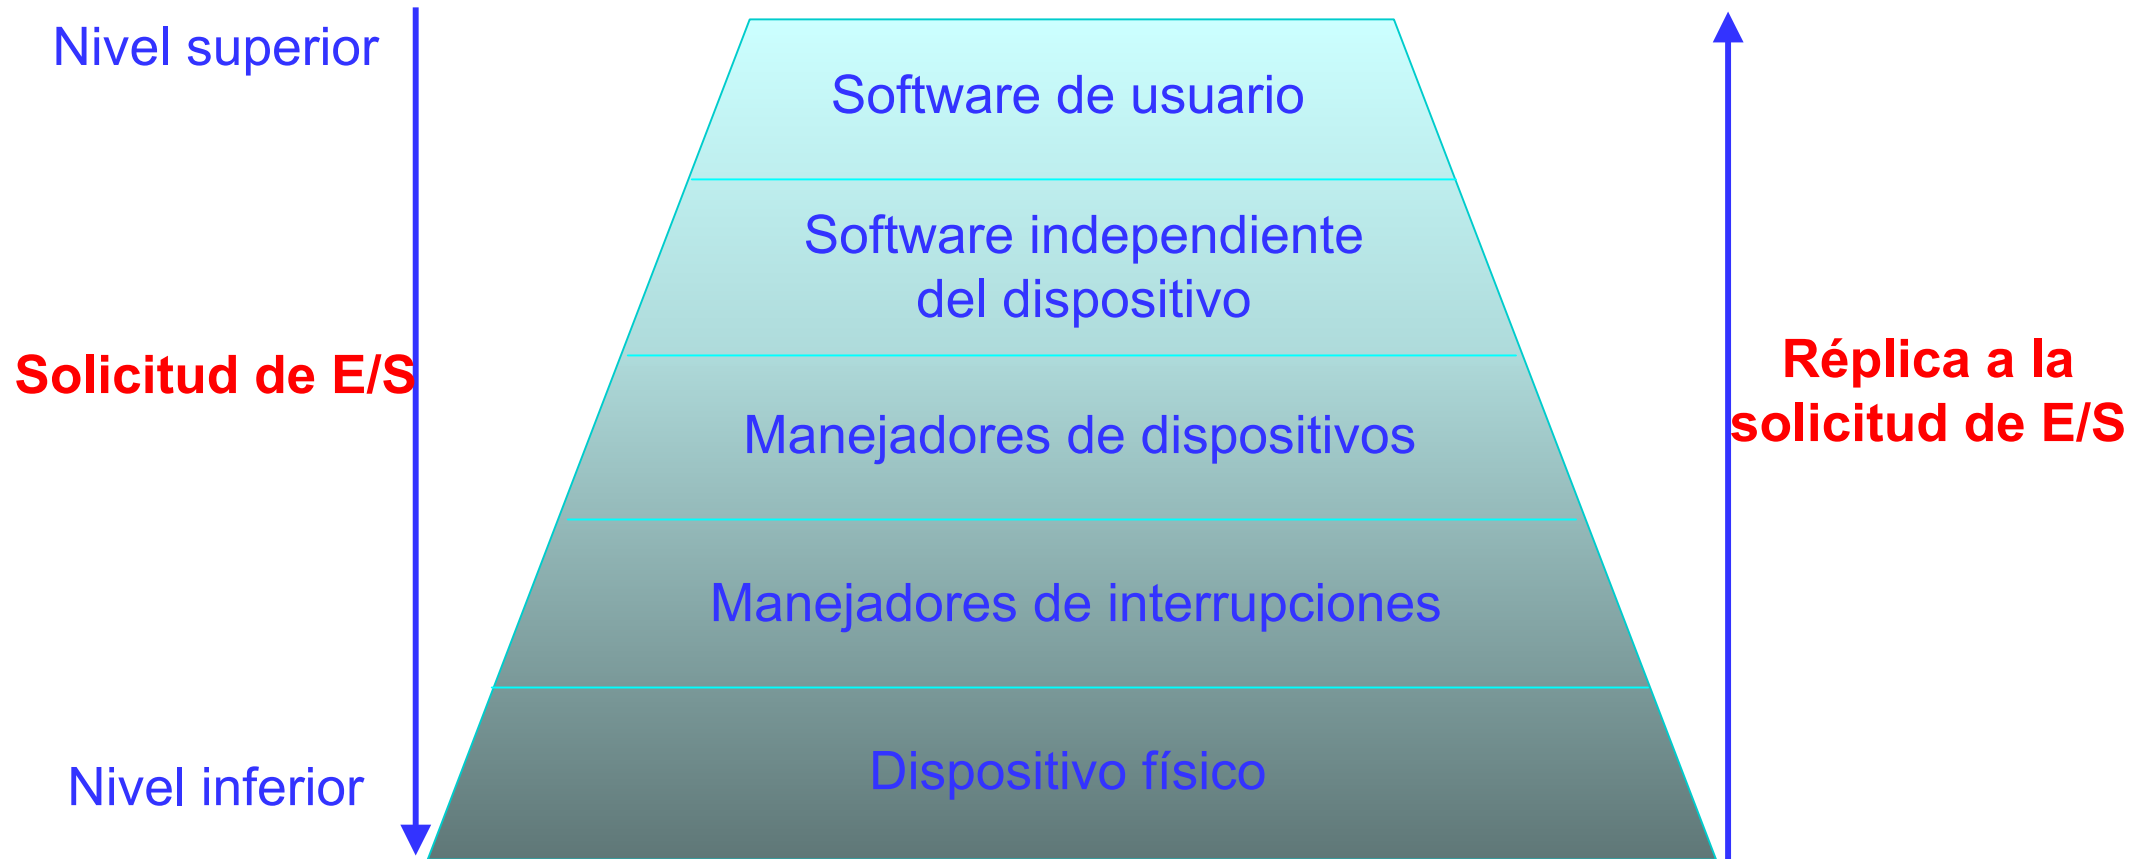 Nivel superior
Software de usuario
Software independiente
del dispositivo
Solicitud de E/S
Réplica a la
solicitud de E/S
Manejadores de dispositivos
Manejadores de interrupciones
Nivel inferior
Dispositivo físico